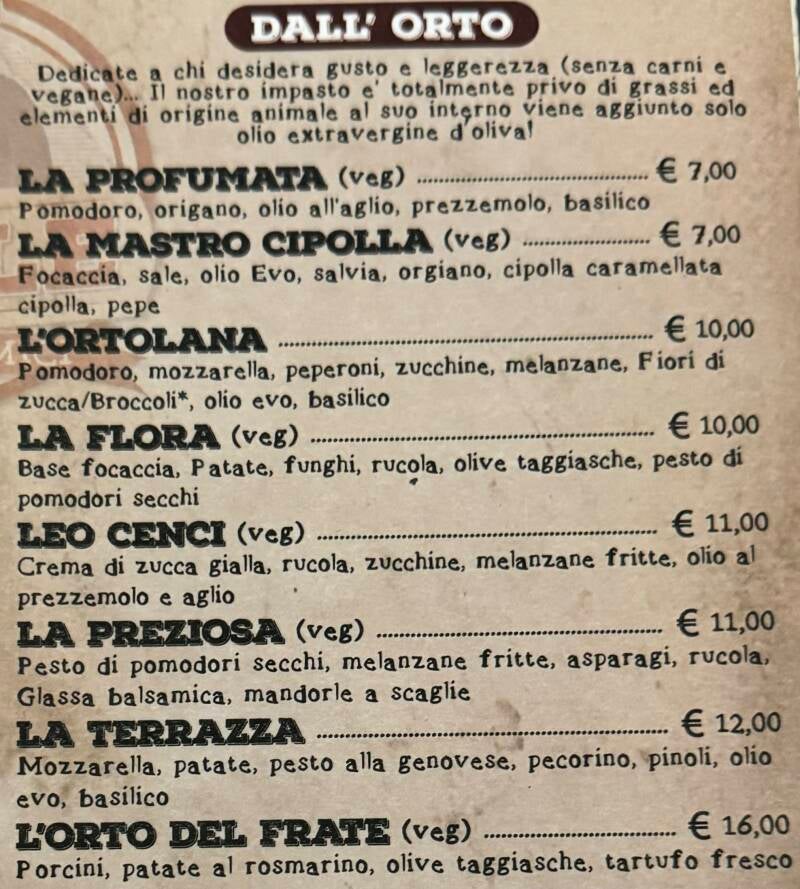 DALL' ORTO
Dedicate a chi desidera gusto e leggerezza (senza carni e
vegane)... Il nostro impasto e' totalmente privo di grassi ed
elementi di origine animale al suo interno viene aggiunto solo
olio extravergine d'oliva!
LA PROFUMATA (veg) ........................ € 7,00
Pomodoro, origano, olio all'aglio, prezzemolo, basilico
LA MASTRO CIPOLLA (veg) ................ € 7,00
Focaccia, sale, olio Evo, salvia, orgiano, cipolla caramellata
cipolla, pepe
L'ORTOLANA ........................................ € 10,00
Pomodoro, mozzarella, peperoni, zucchine, melanzane, Fiori di
zucca/Broccoli*, olio evo, basilico
LA FLORA (veg) .................................... € 10,00
Base focaccia, Patate, funghi, rucola, olive taggiasche, pesto di
pomodori secchi
LEO CENCI (veg) ................................... € 11,00
Crema di zucca gialla, rucola, zucchine, melanzane fritte, olio al
prezzemolo e aglio
LA PREZIOSA (veg) .............................. € 11,00
Pesto di pomodori secchi, melanzane fritte, asparagi, rucola,
Glassa balsamica, mandorle a scaglie
LA TERRAZZA ..................................... € 12,00
Mozzarella, patate, pesto alla genovese, pecorino, pinoli, olio
evo, basilico
L'ORTO DEL FRATE (veg) ................... € 16,00
Porcini, patate al rosmarino, olive taggiasche, tartufo fresco